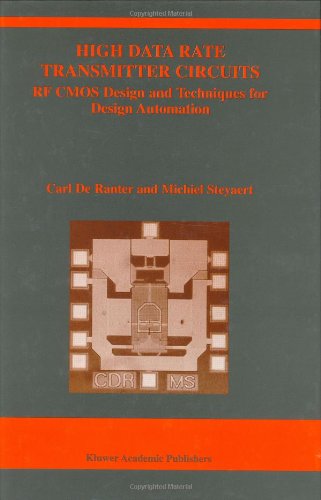 HIGH DATA RATE
TRANSMITTER CIRCUITS
RF CMOS Design and Techniques for
Design Automation
Carl De Ranter and Michiel Steyaert
CDR MS
Kluwer Academic Publishers